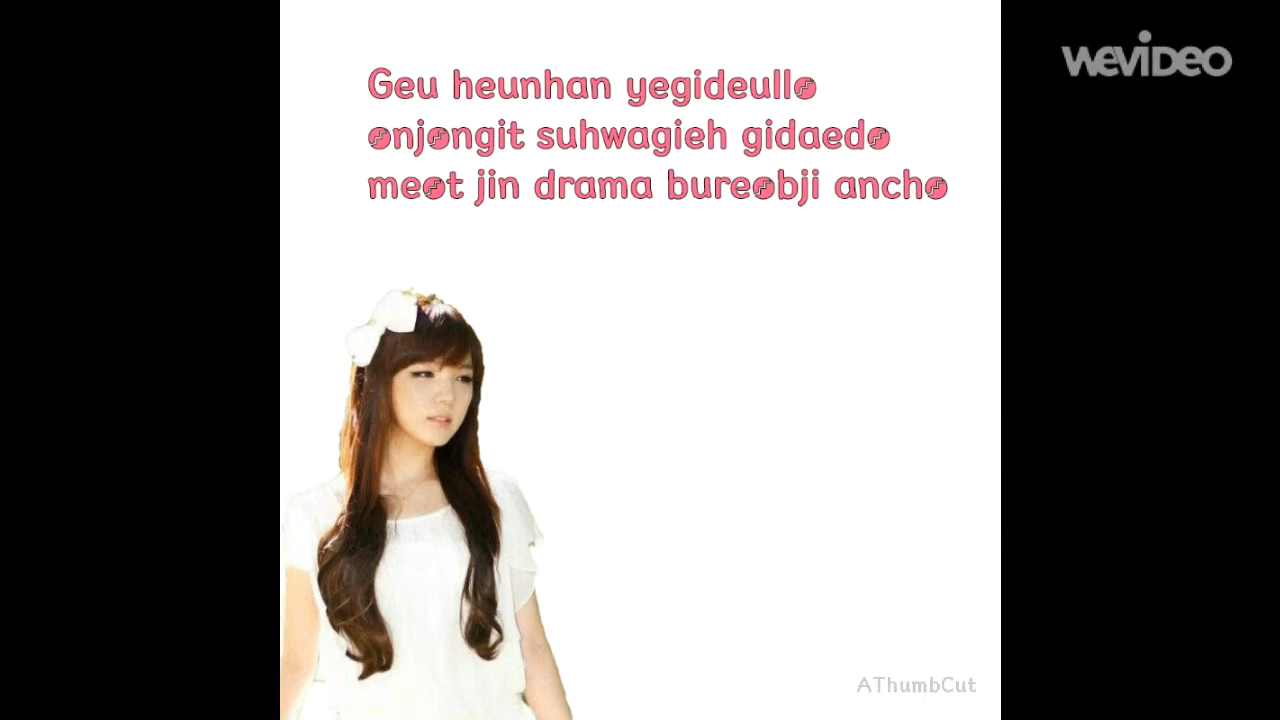 Geu heunhan yegideullo
onjongit suhwagieh gidaedo
meot jin drama bureobji ancho
WEVIDEO
AThumbCut